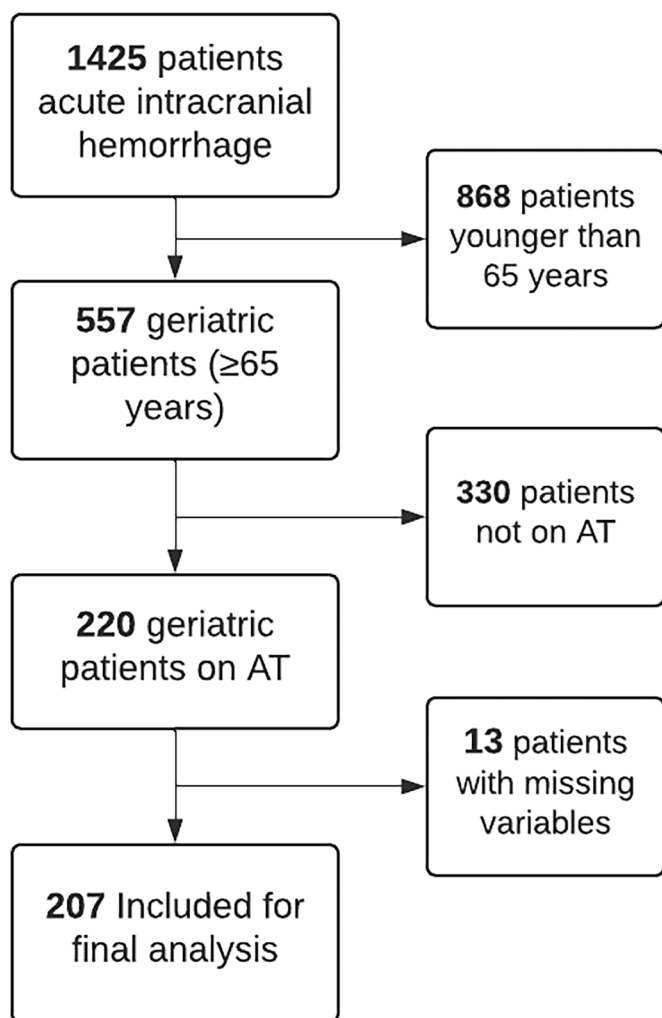 1425 patients
acute intracranial
hemorrhage
868 patients
younger than
65 years
557 geriatric
patients (≥65
years)
330 patients
not on AT
220 geriatric
patients on AT
13 patients
with missing
variables
207 Included for
final analysis